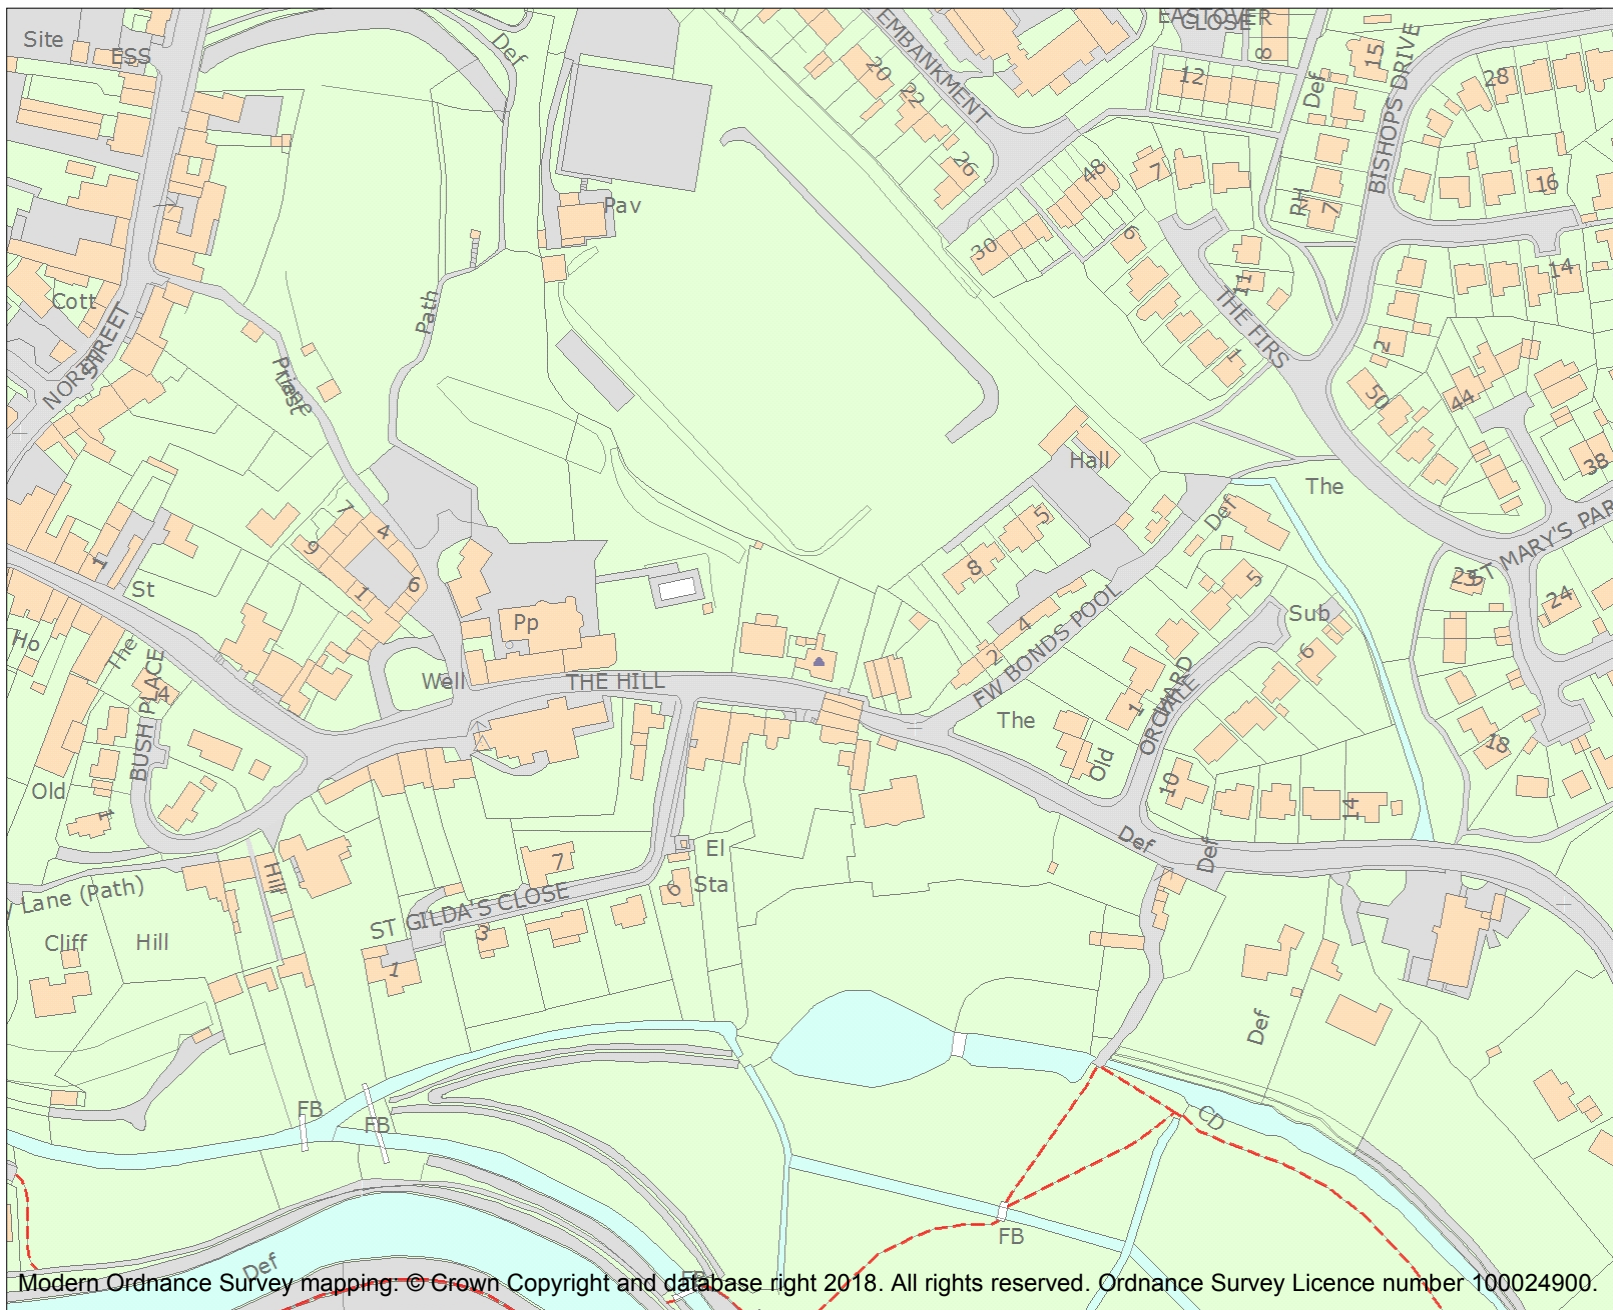 Site
ESS
Def
EMBANKMENT
20
22
26
EASTOVER
CLOSE
8
12
15
Def
BISHOPS DRIVE
28
48
7
RH
7
16
Pav
30
6
11
14
Cott
NORTH
STREET
Path
Priest
Lane
THE FIRS
1
2
50
44
38
Hall
The
5
Def
8
ST MARY'S PAR
7
4
9
6
1
1
St
Ho
The
BUSH PLACE
14
Pp
Well
THE HILL
4
2
FW BONDS POOL
5
Sub
6
23
24
The
1
ORCHARD
VALE
Old
10
14
18
Old
1
Def
Def
Hill
7
El
Sta
6
y Lane (Path)
ST GILDA'S CLOSE
3
1
Cliff
Hill
Def
FB
FB
CD
FB
Def
FB
Modern Ordnance Survey mapping: © Crown Copyright and database right 2018. All rights reserved. Ordnance Survey Licence number 100024900.